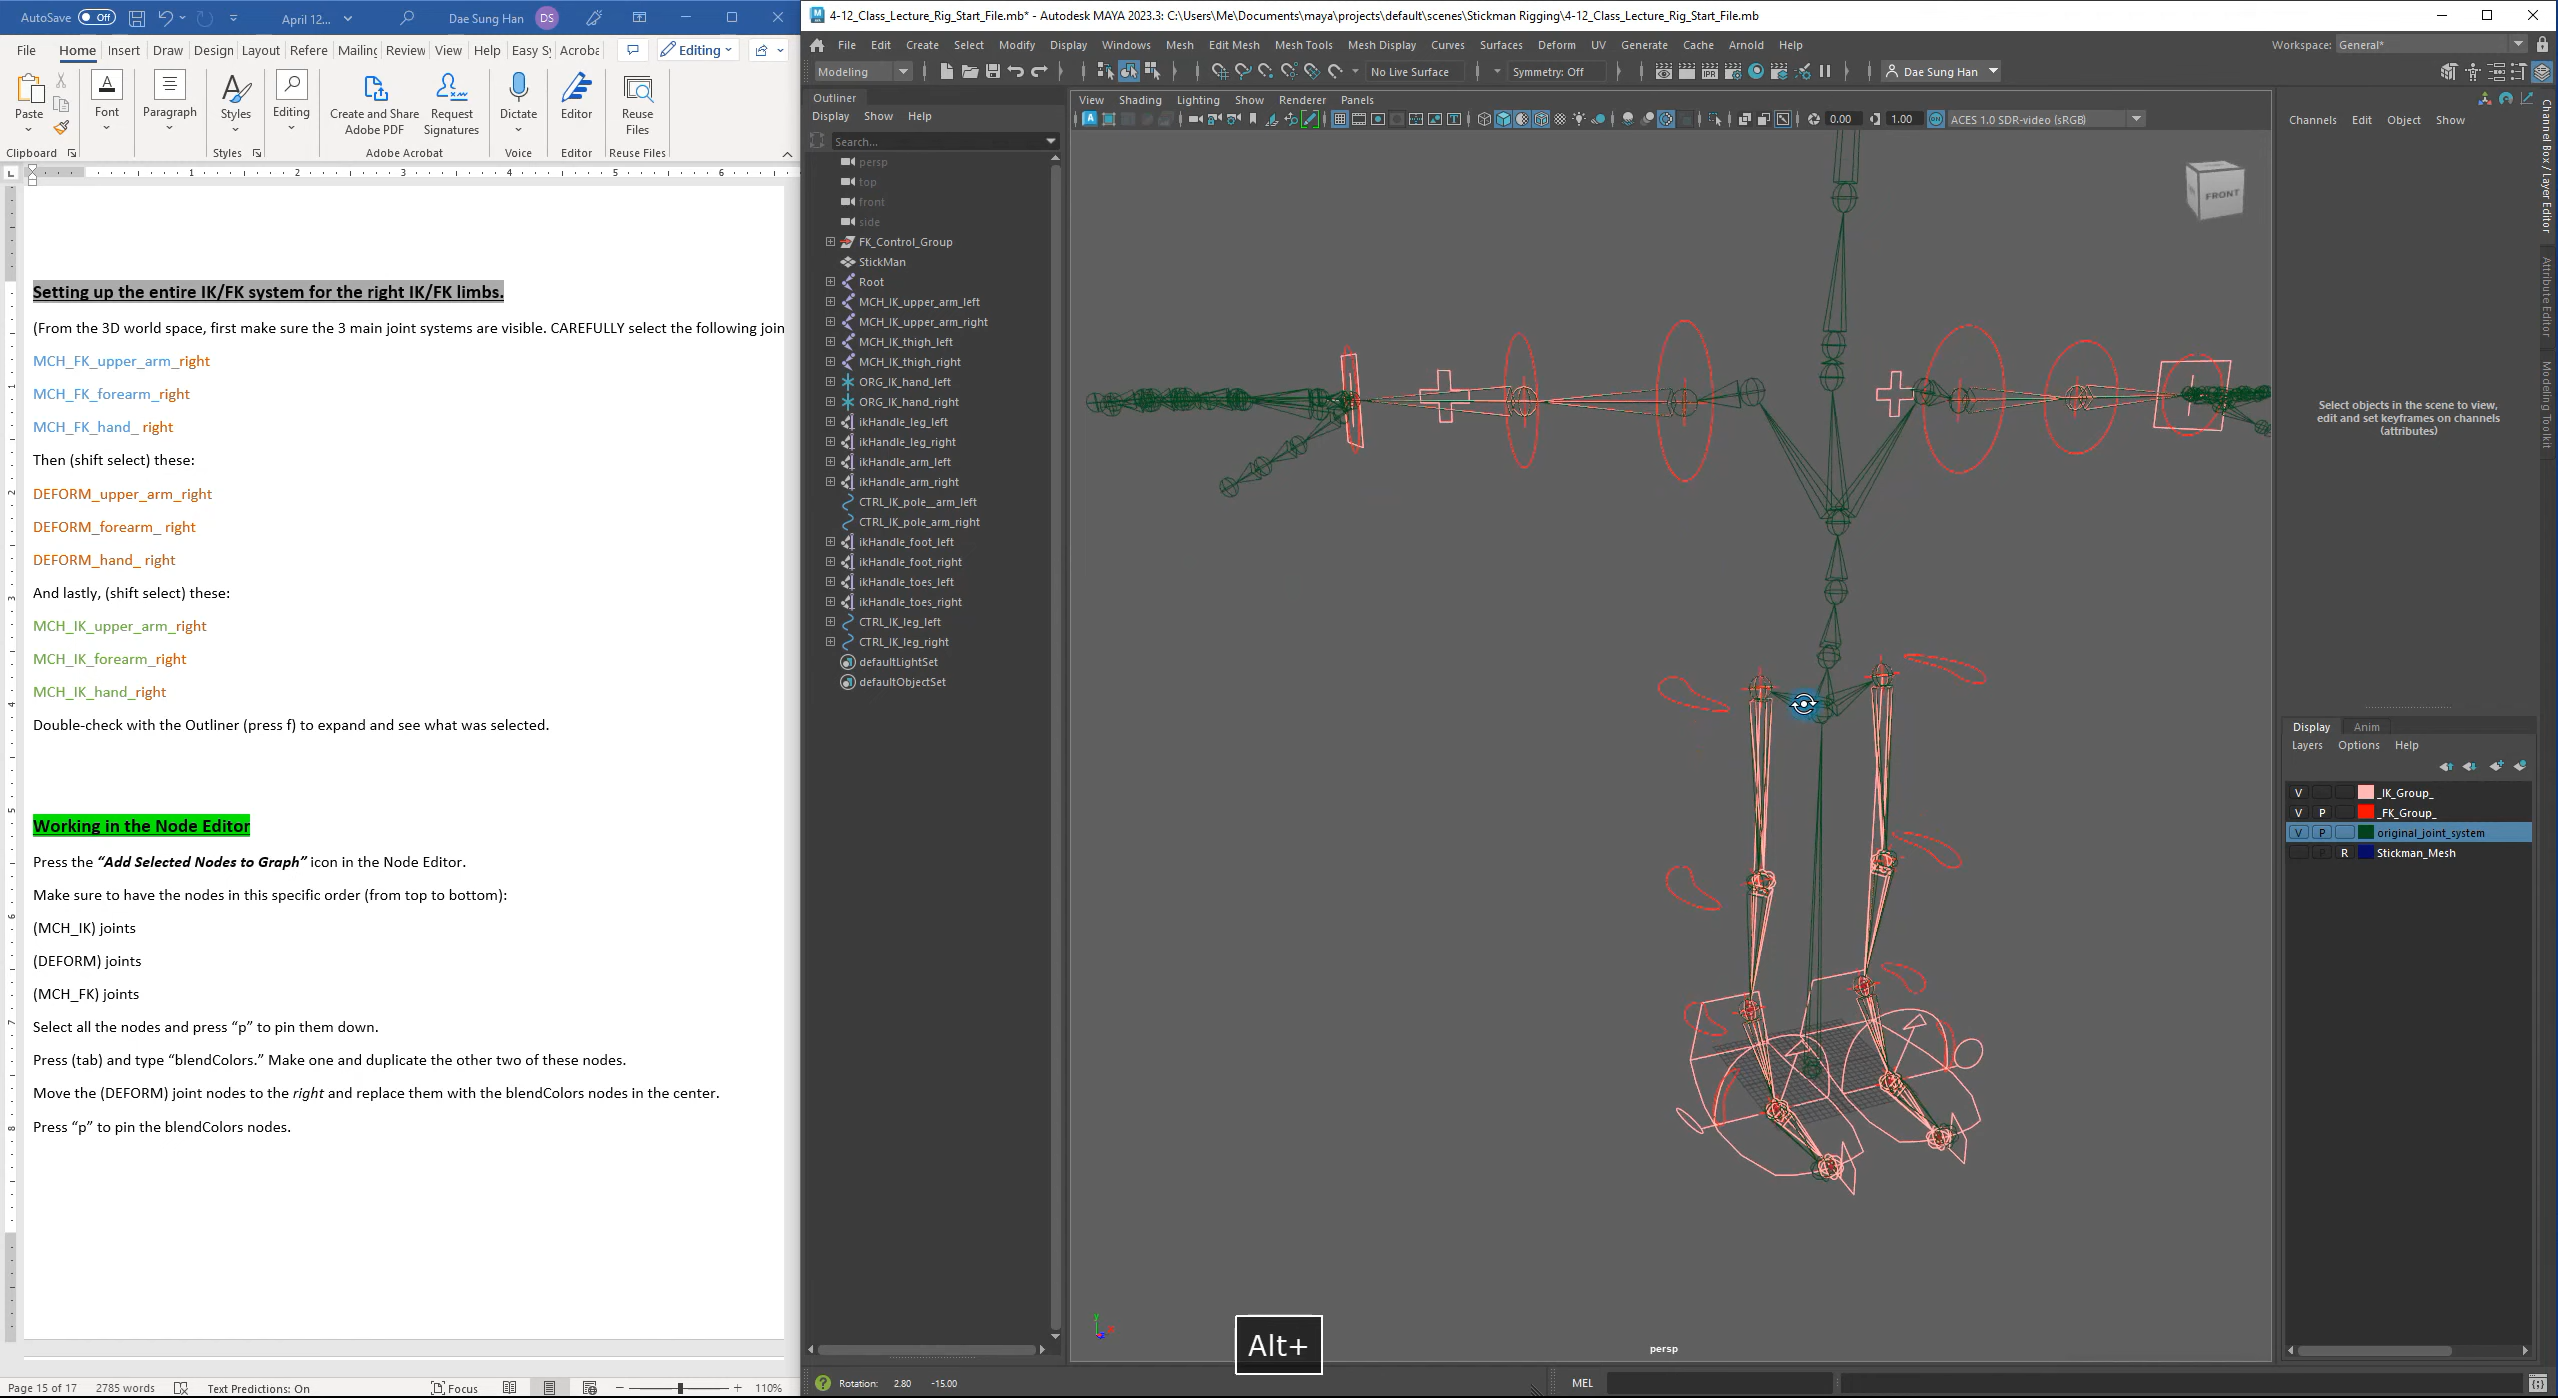 AutoSave Off April 12... Dae Sung Han DS
File Home Insert Draw Design Layout Refere Mailing Review View Help Easy Sy Acroba Editing
Paste Font Paragraph Styles Editing Create and Share Adobe PDF Request Signatures Dictate Editor Reuse Files
Clipboard Styles Adobe Acrobat Voice Editor Reuse Files
1 2 3 4 5 6
Setting up the entire IK/FK system for the right IK/FK limbs.
(From the 3D world space, first make sure the 3 main joint systems are visible. CAREFULLY select the following join
MCH_FK_upper_arm_right
MCH_FK_forearm_right
MCH_FK_hand_ right
Then (shift select) these:
DEFORM_upper_arm_right
DEFORM_forearm_ right
DEFORM_hand_ right
And lastly, (shift select) these:
MCH_IK_upper_arm_right
MCH_IK_forearm_right
MCH_IK_hand_right
Double-check with the Outliner (press f) to expand and see what was selected.
Working in the Node Editor
Press the “Add Selected Nodes to Graph” icon in the Node Editor.
Make sure to have the nodes in this specific order (from top to bottom):
(MCH_IK) joints
(DEFORM) joints
(MCH_FK) joints
Select all the nodes and press “p” to pin them down.
Press (tab) and type “blendColors.” Make one and duplicate the other two of these nodes.
Move the (DEFORM) joint nodes to the right and replace them with the blendColors nodes in the center.
Press “p” to pin the blendColors nodes.
Page 15 of 17 2785 words Text Predictions: On Focus 110%
4-12_Class_Lecture_Rig_Start_File.mb* - Autodesk MAYA 2023.3: C:\Users\Me\Documents\maya\projects\default\scenes\Stickman Rigging\4-12_Class_Lecture_Rig_Start_File.mb
File Edit Create Select Modify Display Windows Mesh Edit Mesh Mesh Tools Mesh Display Curves Surfaces Deform UV Generate Cache Arnold Help Workspace: General*
Modeling No Live Surface Symmetry: Off IPR Dae Sung Han
Outliner
Display Show Help
Search...
persp
top
front
side
FK_Control_Group
StickMan
Root
MCH_IK_upper_arm_left
MCH_IK_upper_arm_right
MCH_IK_thigh_left
MCH_IK_thigh_right
ORG_IK_hand_left
ORG_IK_hand_right
ikHandle_leg_left
ikHandle_leg_right
ikHandle_arm_left
ikHandle_arm_right
CTRL_IK_pole__arm_left
CTRL_IK_pole_arm_right
ikHandle_foot_left
ikHandle_foot_right
ikHandle_toes_left
ikHandle_toes_right
CTRL_IK_leg_left
CTRL_IK_leg_right
defaultLightSet
defaultObjectSet
View Shading Lighting Show Renderer Panels
0.00 1.00 ACES 1.0 SDR-video (sRGB)
FRONT
Alt+
persp
Rotation: 2.80 -15.00
MEL
Channels Edit Object Show
Select objects in the scene to view,
edit and set keyframes on channels
(attributes)
Channel Box / Layer Editor
Attribute Editor
Modeling Toolkit
Display Anim
Layers Options Help
V _IK_Group_
V P _FK_Group_
V P original_joint_system
P R Stickman_Mesh